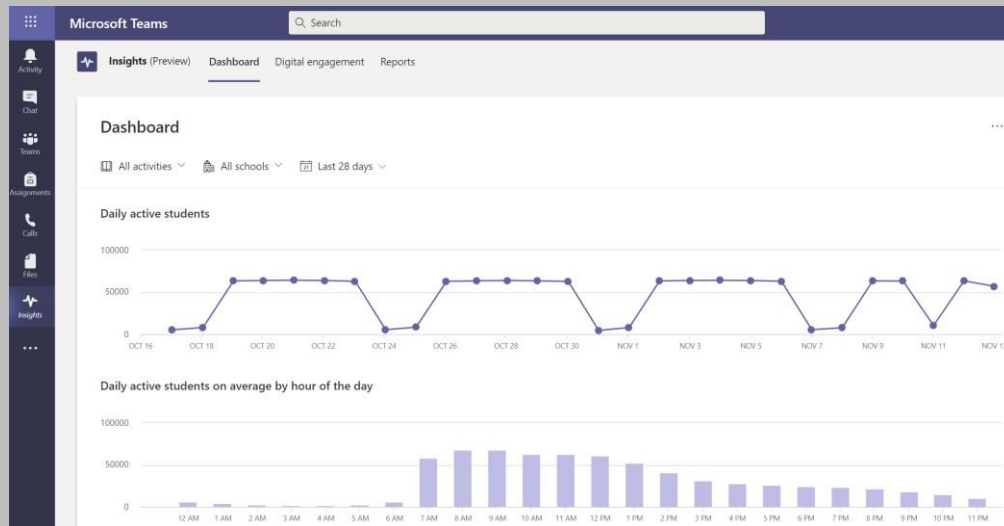 Microsoft Teams
Search
Activity
Chat
Teams
Assignments
Calls
Files
Insights
Insights (Preview) Dashboard Digital engagement Reports
Dashboard
All activities All schools Last 28 days
Daily active students
100000
50000
0
OCT 16 OCT 18 OCT 20 OCT 22 OCT 24 OCT 26 OCT 28 OCT 30 NOV 1 NOV 3 NOV 5 NOV 7 NOV 9 NOV 11 NOV
Daily active students on average by hour of the day
100000
50000
0
12 AM 1 AM 2 AM 3 AM 4 AM 5 AM 6 AM 7 AM 8 AM 9 AM 10 AM 11 AM 12 PM 1 PM 2 PM 3 PM 4 PM 5 PM 6 PM 7 PM 8 PM 9 PM 10 PM 11 PM